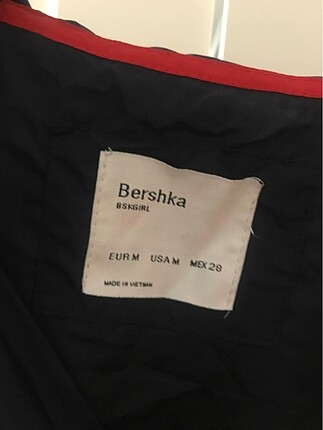 Bershka
BSKGIRL
EUR M USA M MEX 28
MADE IN VIETNAM